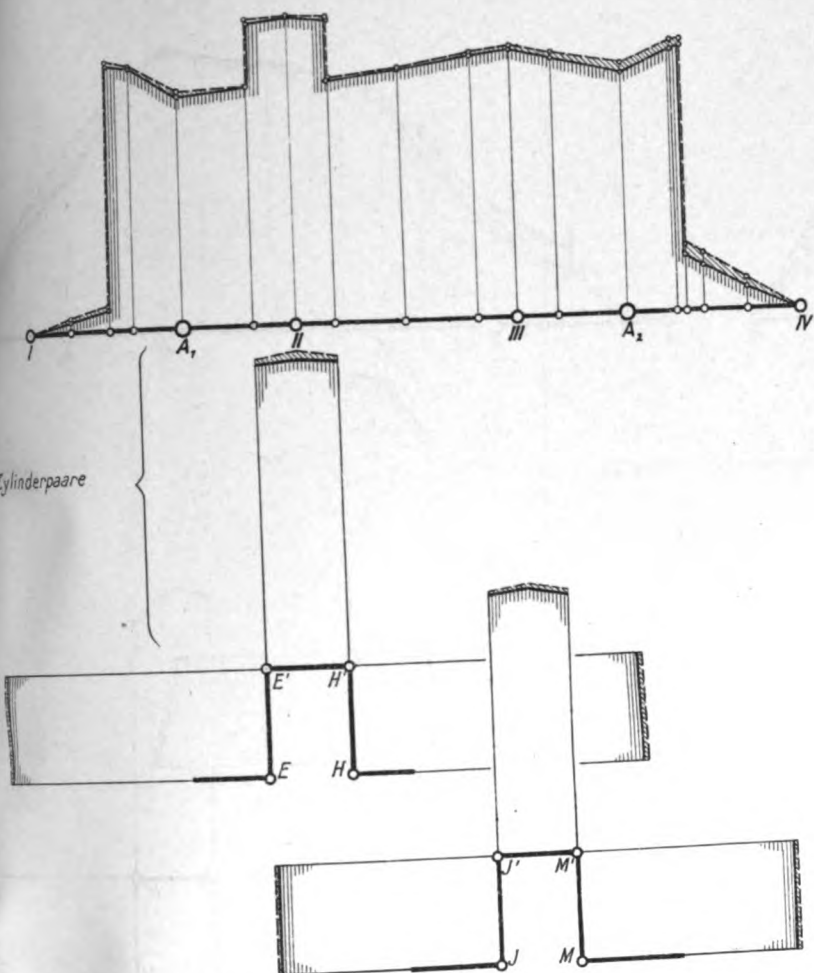 I A₁ II III A₂ IV
Zylinderpaare
E' H'
E H
J' M'
J M